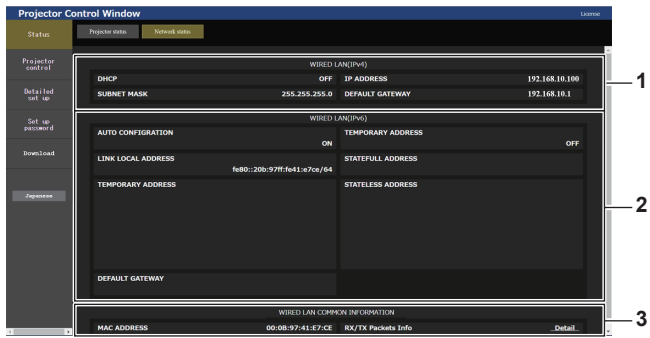 Projector Control Window
License
Status
Projector status
Network status
Projector
control
Detailed
set up
Set up
password
Download
Japanese
WIRED LAN(IPv4)
DHCP OFF IP ADDRESS 192.168.10.100
SUBNET MASK 255.255.255.0 DEFAULT GATEWAY 192.168.10.1
1
WIRED LAN(IPv6)
AUTO CONFIGRATION TEMPORARY ADDRESS
ON OFF
LINK LOCAL ADDRESS STATEFULL ADDRESS
fe80::20b:97ff:fe41:e7ce/64
TEMPORARY ADDRESS STATELESS ADDRESS
2
DEFAULT GATEWAY
WIRED LAN COMMON INFORMATION
MAC ADDRESS 00:0B:97:41:E7:CE RX/TX Packets Info Detail
3